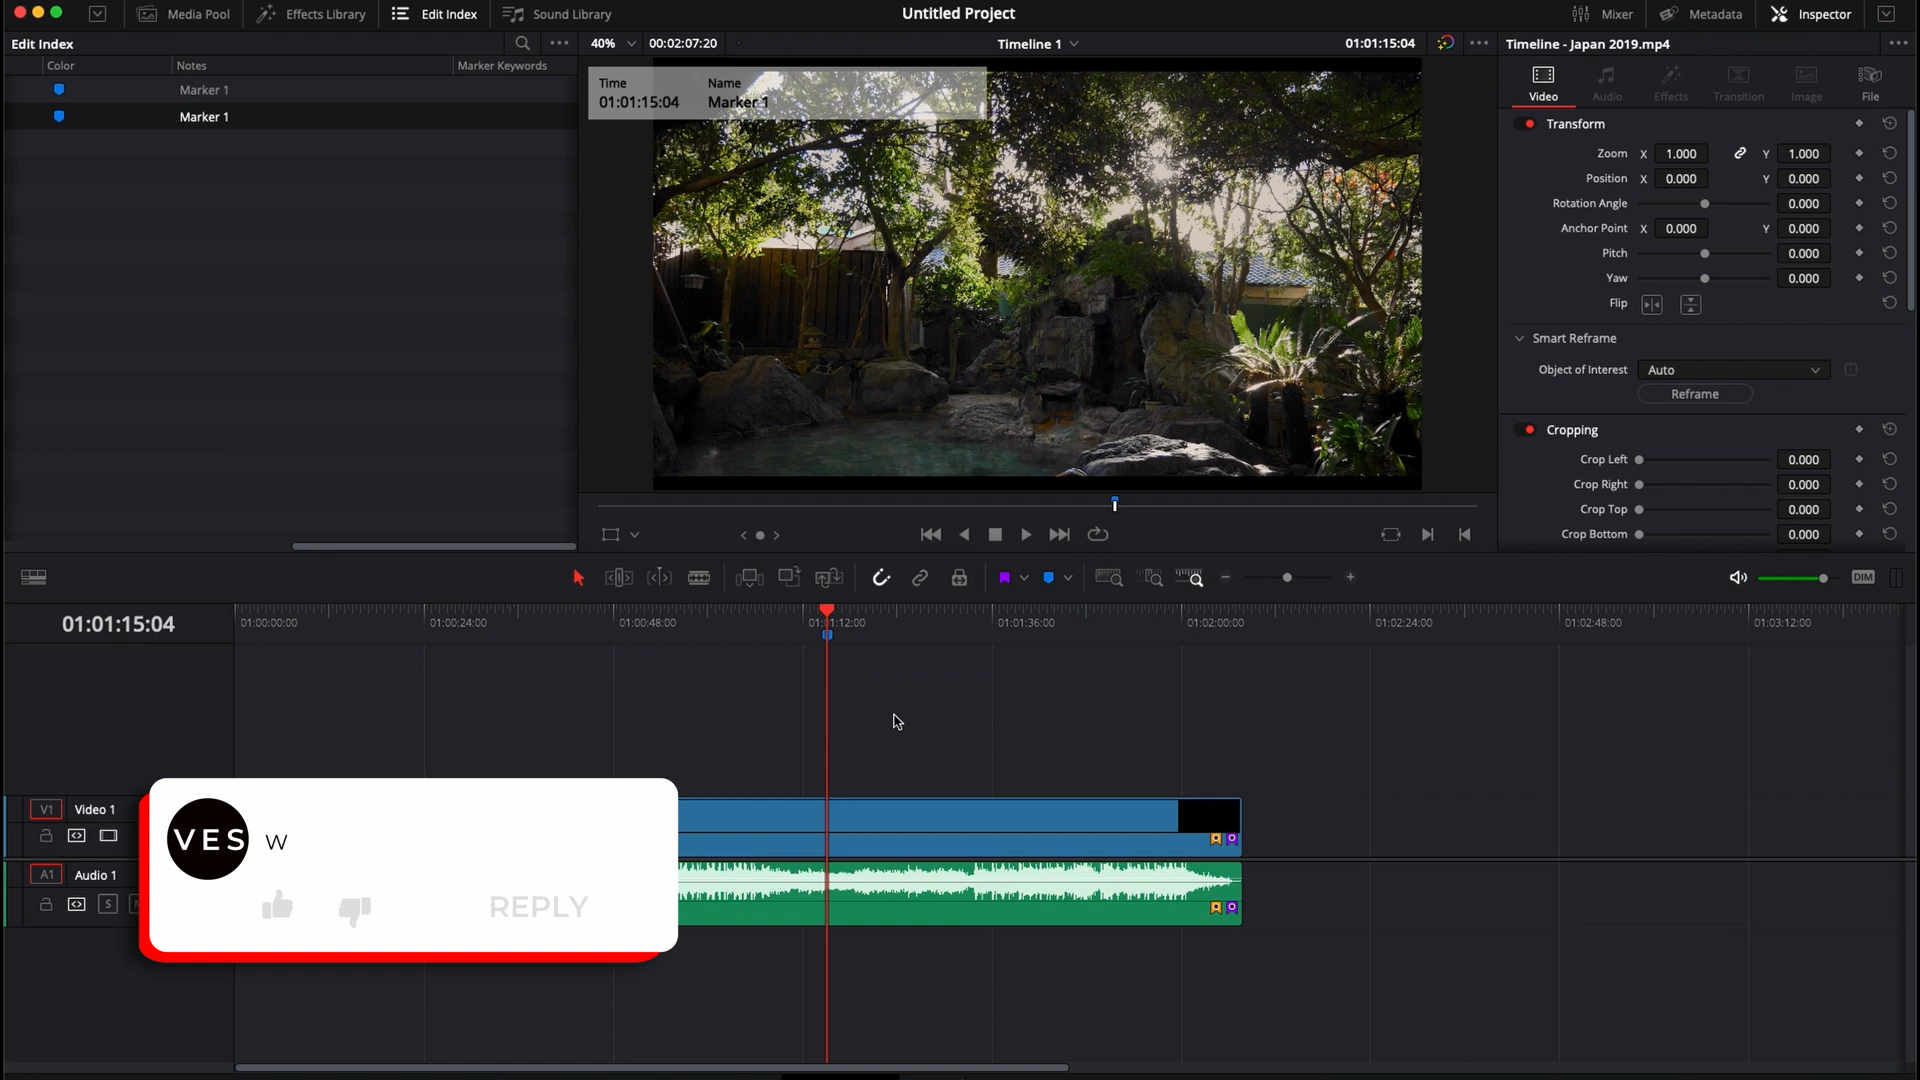 Media Pool Effects Library Edit Index Sound Library Untitled Project Mixer Metadata Inspector
Edit Index 40% 00:02:07:20 Timeline 1 01:01:15:04 Timeline - Japan 2019.mp4
Color Notes Marker Keywords
Marker 1
Marker 1
Time Name
01:01:15:04 Marker 1
Video Audio Effects Transition Image File
Transform
Zoom X 1.000 Y 1.000
Position X 0.000 Y 0.000
Rotation Angle 0.000
Anchor Point X 0.000 Y 0.000
Pitch 0.000
Yaw 0.000
Flip
Smart Reframe
Object of Interest Auto
Reframe
Cropping
Crop Left 0.000
Crop Right 0.000
Crop Top 0.000
Crop Bottom 0.000
DIM
01:01:15:04
01:00:00:00 01:00:24:00 01:00:48:00 01:01:12:00 01:01:36:00 01:02:00:00 01:02:24:00 01:02:48:00 01:03:12:00
V1 Video 1
A1 Audio 1
S M
VES w
REPLY